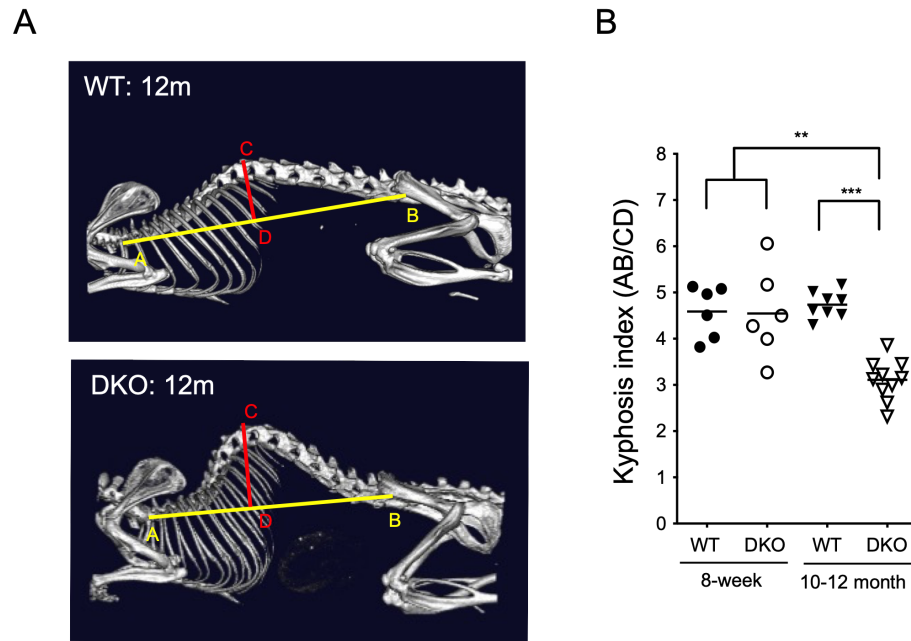 A
WT: 12m
C
D
A
B
DKO: 12m
C
D
A
B
B
Kyphosis index (AB/CD)
8
7
6
5
4
3
2
1
0
**
***
WT DKO WT DKO
8-week 10-12 month